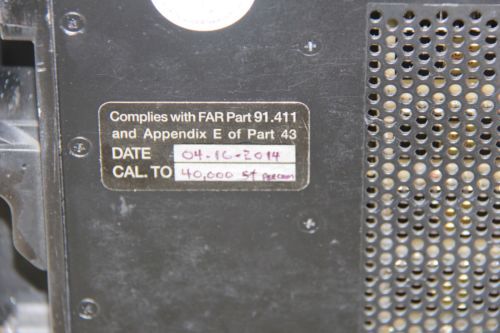 Complies with FAR Part 91.411
and Appendix E of Part 43
DATE 04-16-2014
CAL. TO 40,000 ft